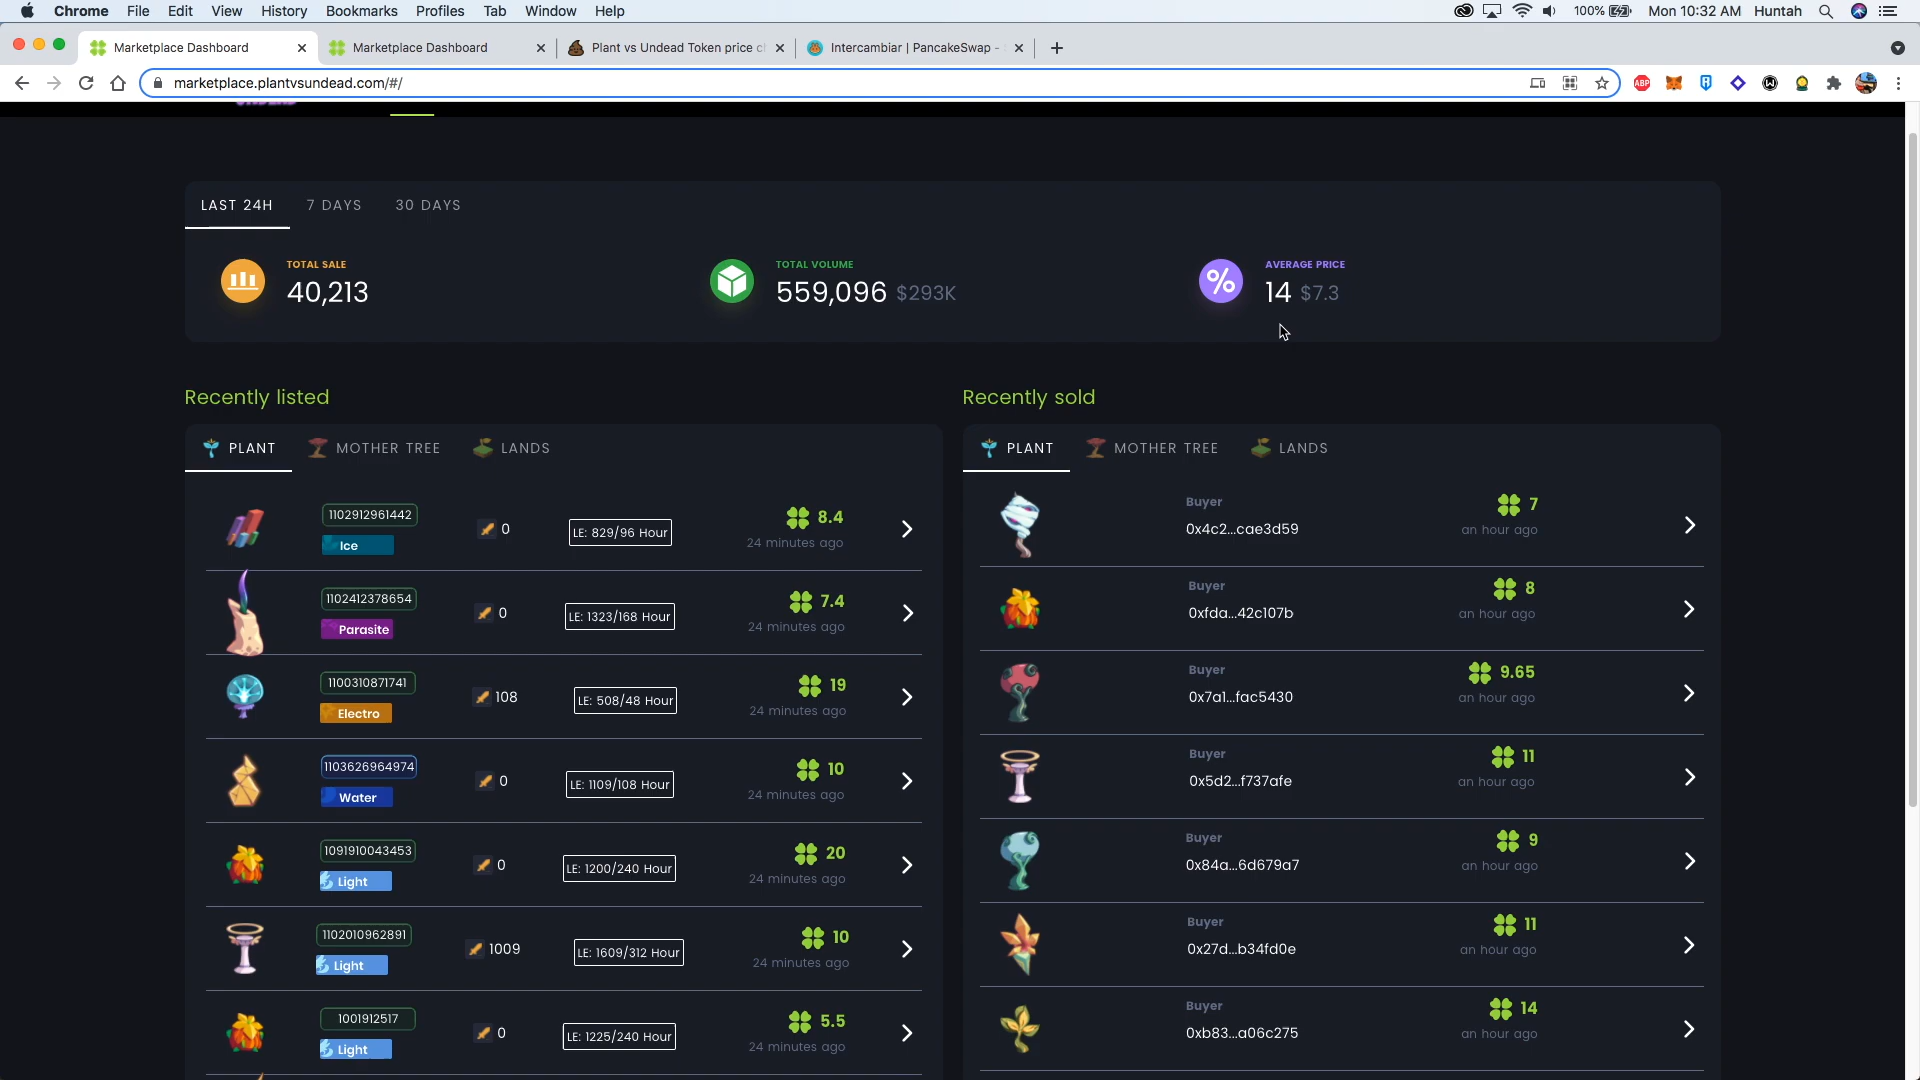 Chrome File Edit View History Bookmarks Profiles Tab Window Help 100% Mon 10:32 AM Huntah
Marketplace Dashboard Marketplace Dashboard Plant vs Undead Token price c Intercambiar | PancakeSwap -
marketplace.plantvsundead.com/#/
ABP
LAST 24H 7 DAYS 30 DAYS
TOTAL SALE
40,213
TOTAL VOLUME
559,096 $293K
AVERAGE PRICE
14 $7.3
Recently listed
PLANT MOTHER TREE LANDS
1102912961442
Ice
0
LE: 829/96 Hour
8.4
24 minutes ago
1102412378654
Parasite
0
LE: 1323/168 Hour
7.4
24 minutes ago
1100310871741
Electro
108
LE: 508/48 Hour
19
24 minutes ago
1103626964974
Water
0
LE: 1109/108 Hour
10
24 minutes ago
1091910043453
Light
0
LE: 1200/240 Hour
20
24 minutes ago
1102010962891
Light
1009
LE: 1609/312 Hour
10
24 minutes ago
1001912517
Light
0
LE: 1225/240 Hour
5.5
24 minutes ago
Recently sold
PLANT MOTHER TREE LANDS
Buyer
0x4c2...cae3d59
7
an hour ago
Buyer
0xfda...42c107b
8
an hour ago
Buyer
0x7a1...fac5430
9.65
an hour ago
Buyer
0x5d2...f737afe
11
an hour ago
Buyer
0x84a...6d679a7
9
an hour ago
Buyer
0x27d...b34fd0e
11
an hour ago
Buyer
0xb83...a06c275
14
an hour ago